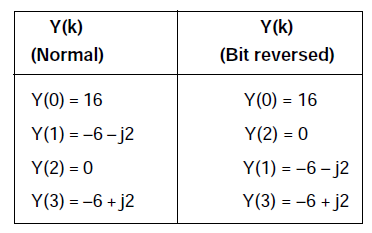 Y(k) Y(k)
(Normal) (Bit reversed)
Y(0) = 16 Y(0) = 16
Y(1) = –6 – j2 Y(2) = 0
Y(2) = 0 Y(1) = –6 – j2
Y(3) = –6 + j2 Y(3) = –6 + j2